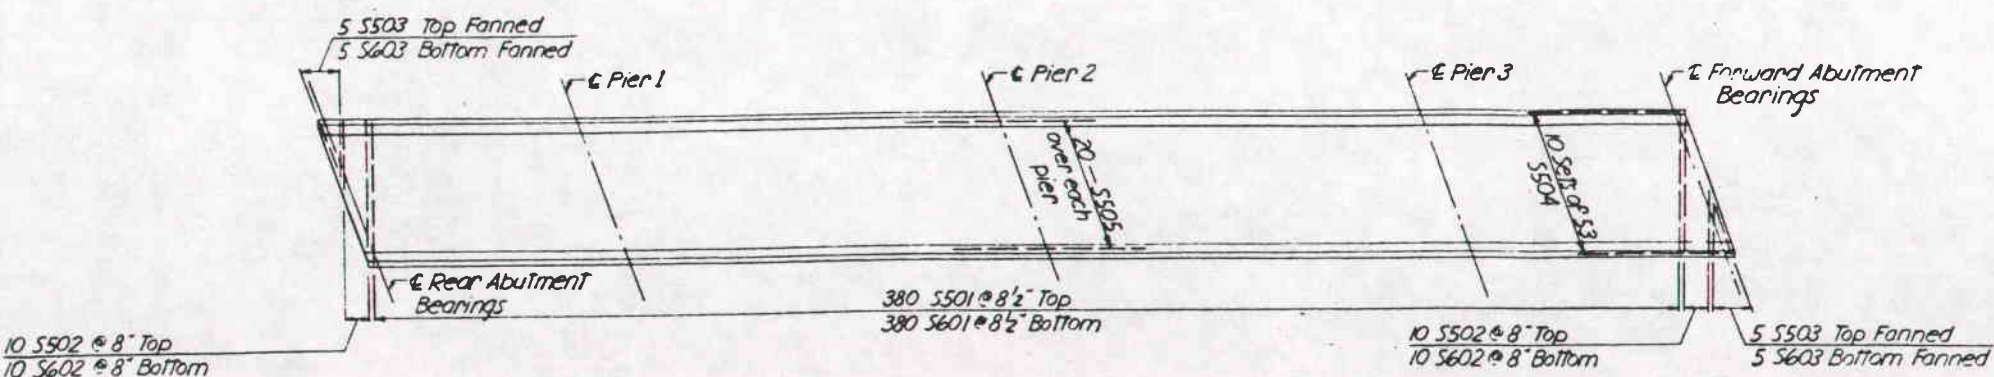 5 S503 Top Fanned
5 S603 Bottom Fanned
℄ Pier 1
℄ Pier 2
℄ Pier 3
℄ Forward Abutment
Bearings
20 - S505
over each
pier
10 Sets of 53
S504
℄ Rear Abutment
Bearings
380 S501 @ 8½" Top
380 S601 @ 8½" Bottom
10 S502 @ 8" Top
10 S602 @ 8" Bottom
10 S502 @ 8" Top
10 S602 @ 8" Bottom
5 S503 Top Fanned
5 S603 Bottom Fanned